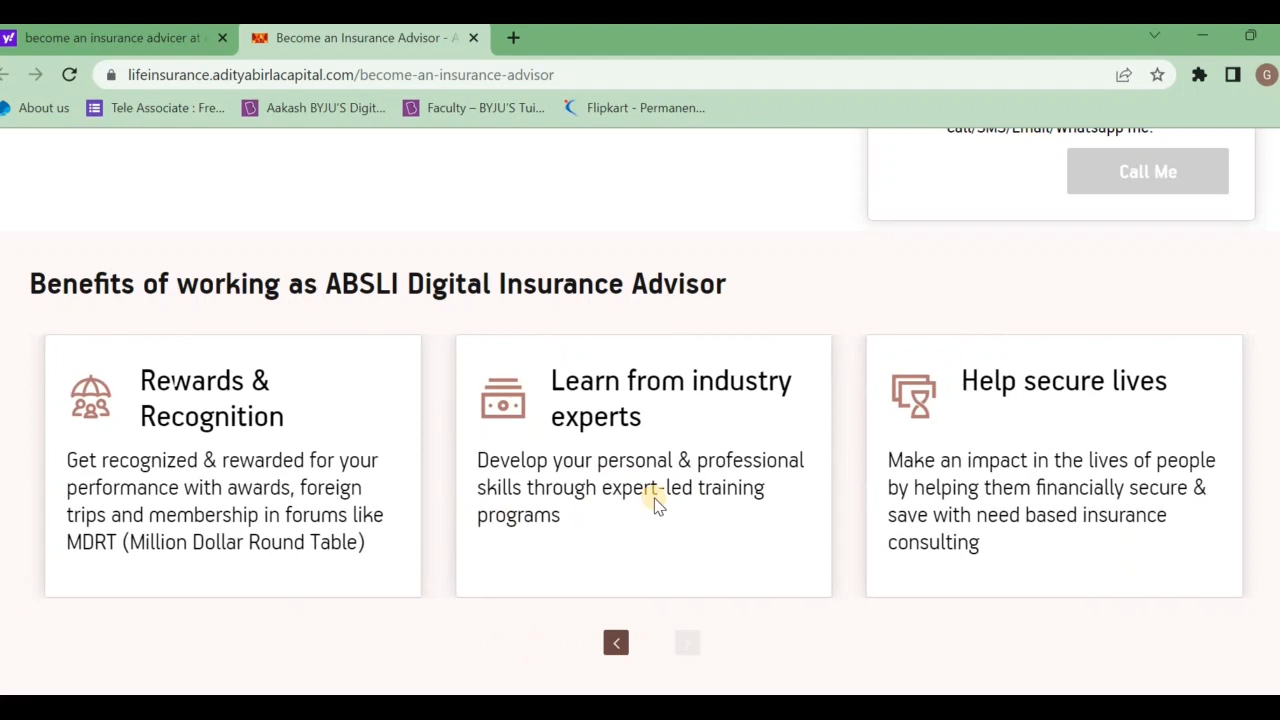 become an insurance advicer at
Become an Insurance Advisor - A
lifeinsurance.adityabirlacapital.com/become-an-insurance-advisor
G
About us
Tele Associate : Fre...
Aakash BYJU'S Digit...
Faculty – BYJU'S Tui...
Flipkart - Permanen...
Call/SMS/Email/Whatsapp me.
Call Me
Benefits of working as ABSLI Digital Insurance Advisor
Rewards &
Recognition
Get recognized & rewarded for your
performance with awards, foreign
trips and membership in forums like
MDRT (Million Dollar Round Table)
Learn from industry
experts
Develop your personal & professional
skills through expert-led training
programs
Help secure lives
Make an impact in the lives of people
by helping them financially secure &
save with need based insurance
consulting